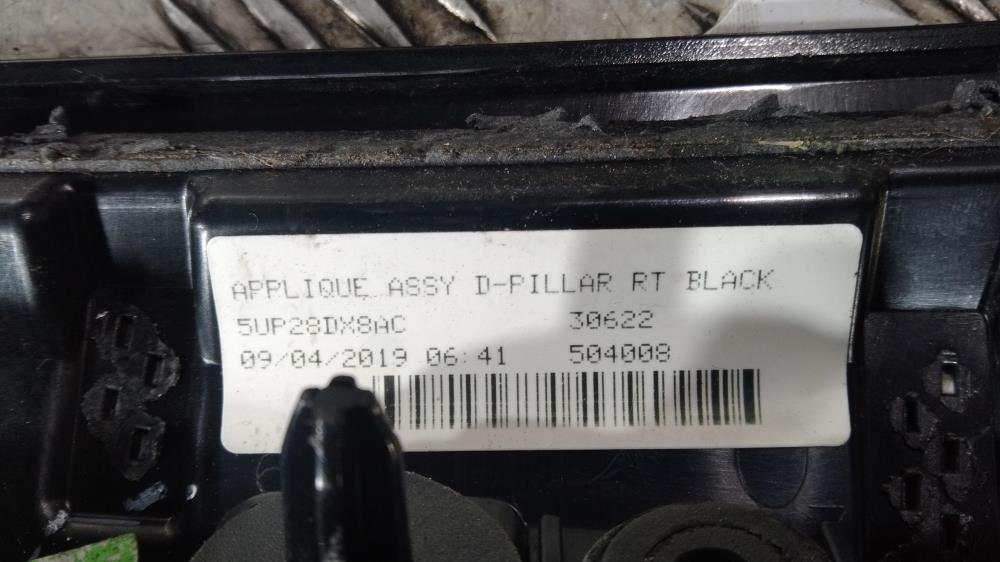 APPLIQUE ASSY D-PILLAR RT BLACK
5UP28DX8AC 30622
09/04/2019 06:41 504008